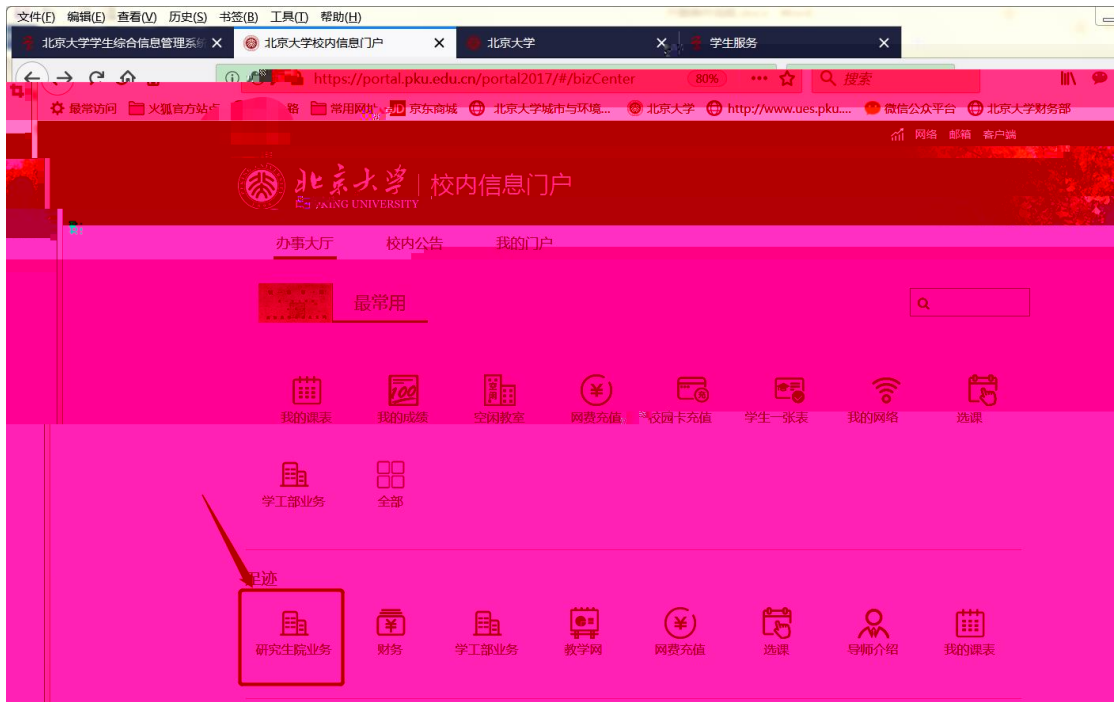 文件(F) 编辑(E) 查看(V) 历史(S) 书签(B) 工具(T) 帮助(H)
北京大学学生综合信息管理系统 北京大学校内信息门户 北京大学 学生服务
https://portal.pku.edu.cn/portal2017/#/bizCenter 80% 搜索
最常访问 火狐官方站点 常用网址 JD 京东商城 北京大学城市与环境... 北京大学 http://www.ues.pku.... 微信公众平台 北京大学财务部
网络 邮箱 客户端
北京大学 校内信息门户
UNIVERSITY
办事大厅 校内公告 我的门户
最常用
我的课表 我的成绩 空闲教室 网费充值 校园卡充值 学生一张表 我的网络 选课
学工部业务 全部
足迹
研究生院业务 财务 学工部业务 教学网 网费充值 选课 导师介绍 我的课表